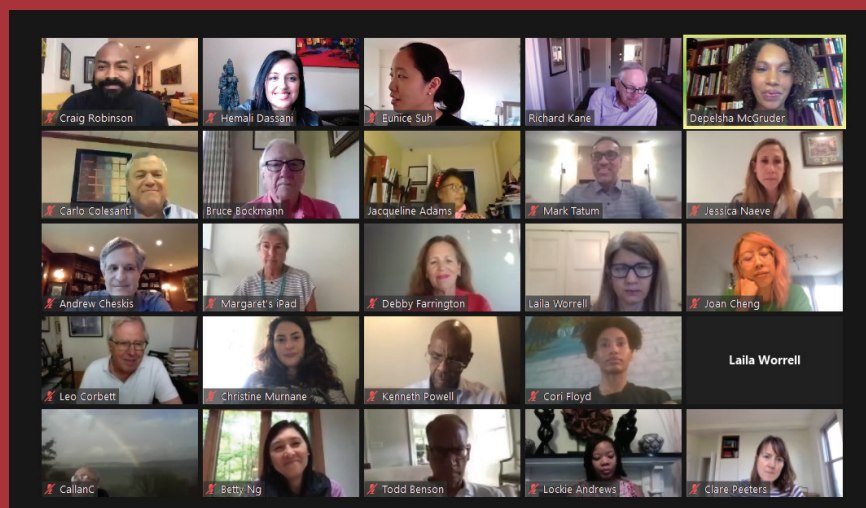 Craig Robinson
Hemali Dassani
Eunice Suh
Richard Kane
Depelsha McGruder
Carlo Colesanti
Bruce Bockmann
Jacqueline Adams
Mark Tatum
Jessica Naeve
Andrew Cheskis
Margaret's iPad
Debby Farrington
Laila Worrell
Joan Cheng
Leo Corbett
Christine Murnane
Kenneth Powell
Cori Floyd
Laila Worrell
CallanC
Betty Ng
Todd Benson
Lockie Andrews
Clare Peeters